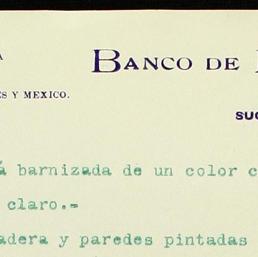 BANCO DE
S Y MEXICO.
SUC
á barnizada de un color c
claro.=
adera y paredes pintadas